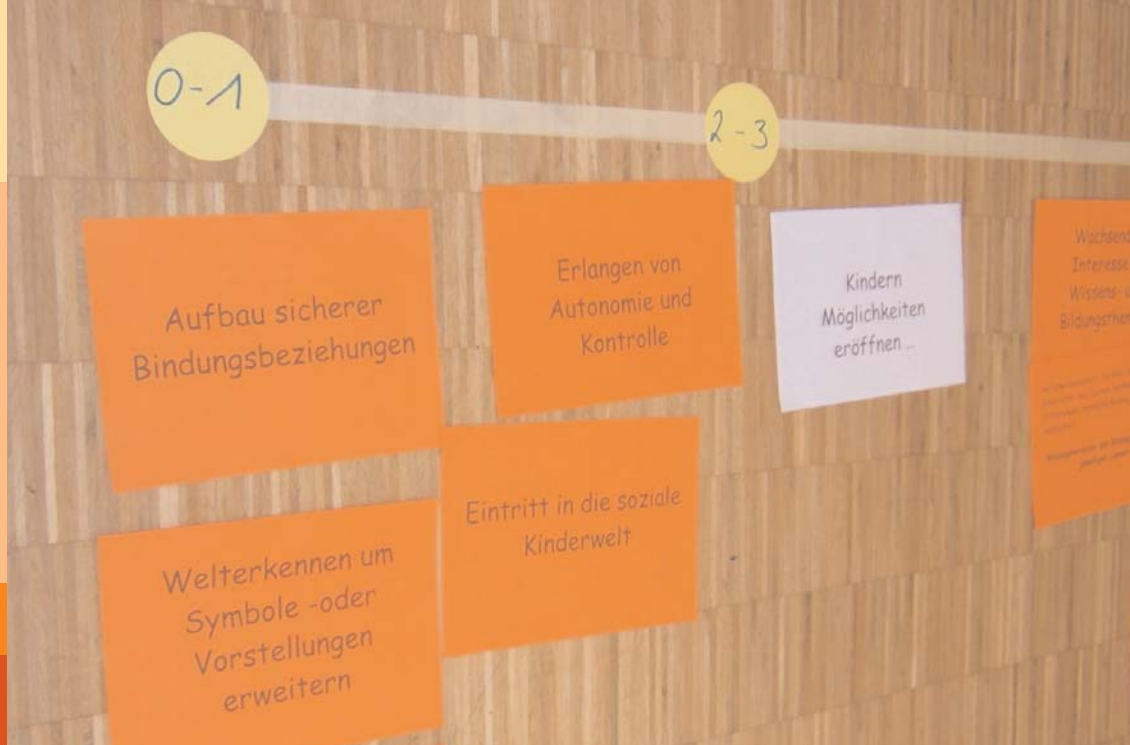 0-1
2-3
Aufbau sicherer
Bindungsbeziehungen
Erlangen von
Autonomie und
Kontrolle
Kindern
Möglichkeiten
eröffnen ...
Interesse
Wissens-
Eintritt in die soziale
Kinderwelt
Welterkennen um
Symbole -oder
Vorstellungen
erweitern